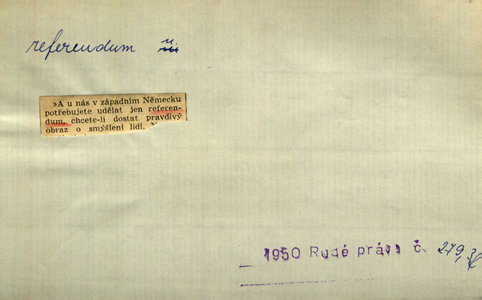 referendum n.
»A u nás v západním Německu
potřebujete udělat jen referen-
dum, chcete-li dostat pravdivý
obraz o smýšlení lidí.
1950 Rudé právo č. 279,